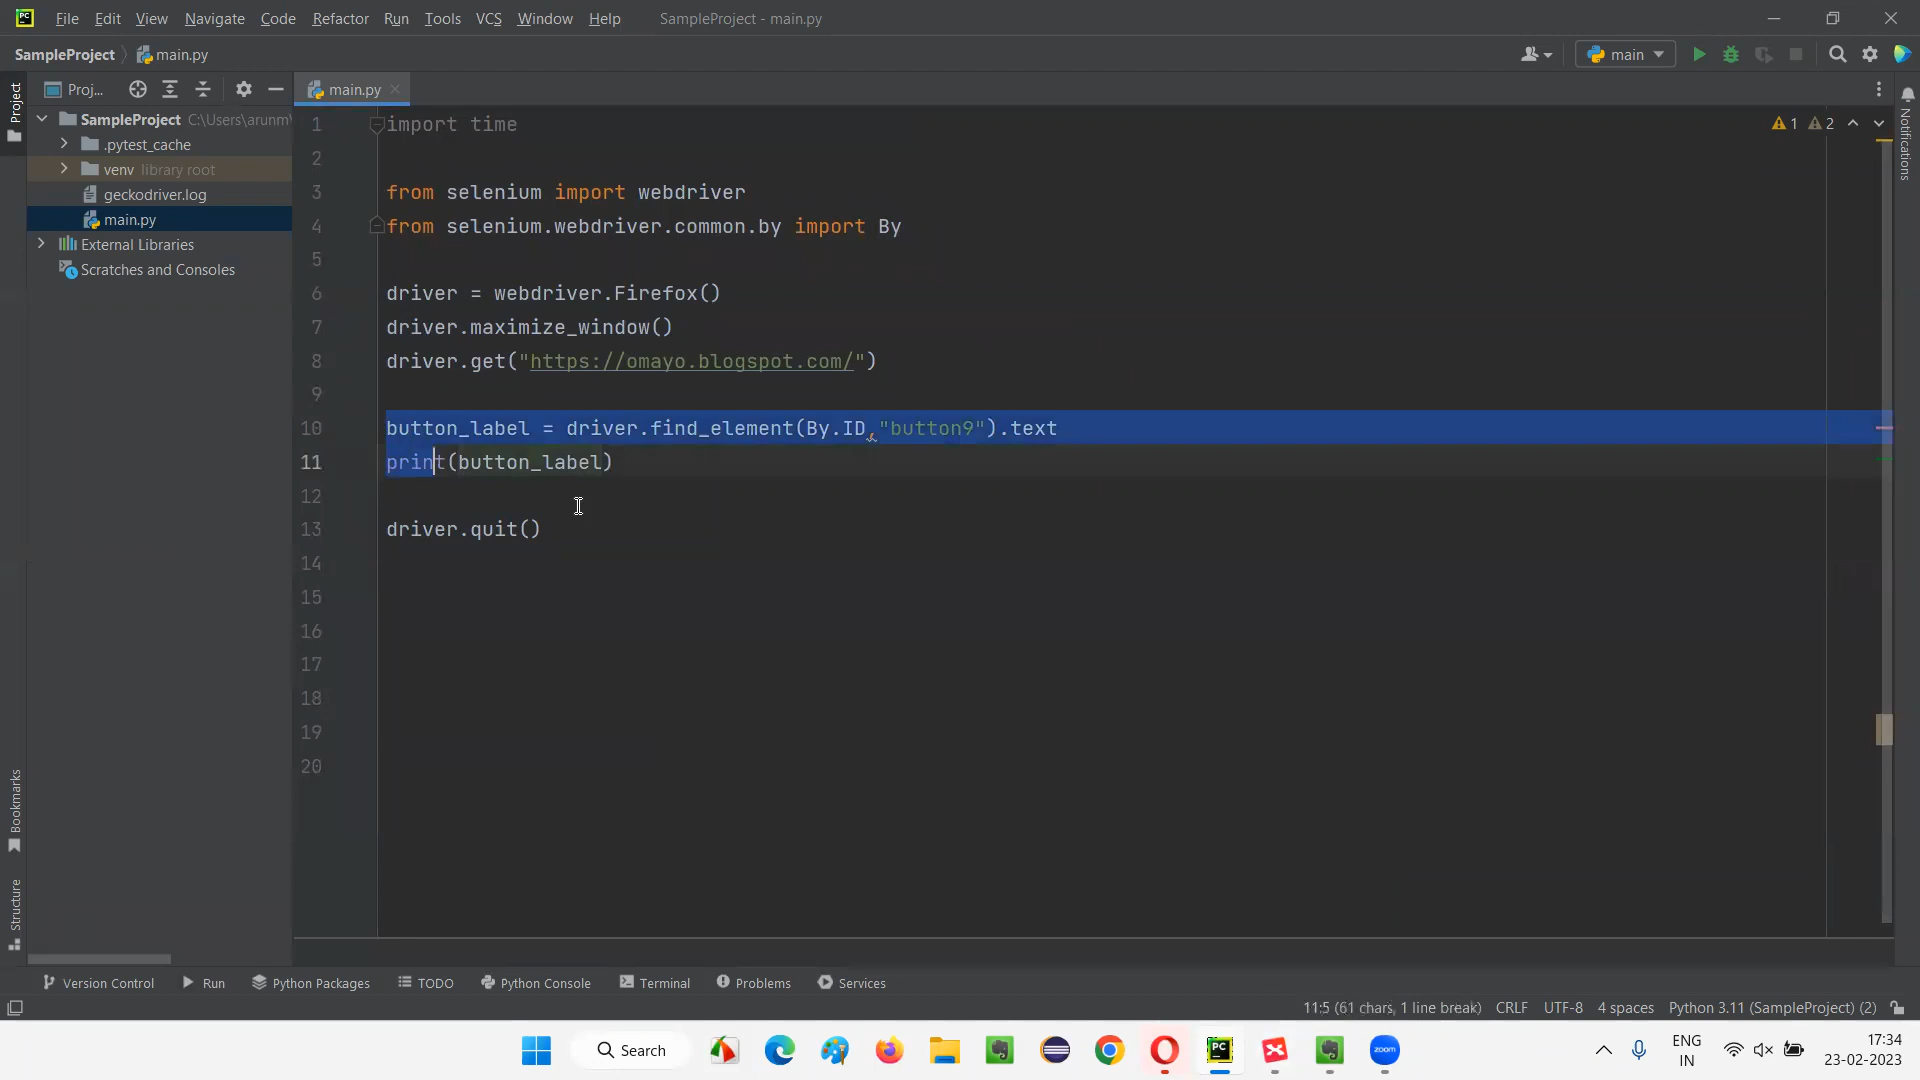 PC File Edit View Navigate Code Refactor Run Tools VCS Window Help SampleProject - main.py
SampleProject main.py main
Project Proj... main.py Notifications
SampleProject C:\Users\arunm\
.pytest_cache
venv library root
geckodriver.log
main.py
External Libraries
Scratches and Consoles
1 2
1 import time
2
3 from selenium import webdriver
4 from selenium.webdriver.common.by import By
5
6 driver = webdriver.Firefox()
7 driver.maximize_window()
8 driver.get("https://omayo.blogspot.com/")
9
10 button_label = driver.find_element(By.ID,"button9").text
11 print(button_label)
12
13 driver.quit()
14
15
16
17
18
19
20
Bookmarks
Structure
Version Control Run Python Packages TODO Python Console Terminal Problems Services
11:5 (61 chars, 1 line break) CRLF UTF-8 4 spaces Python 3.11 (SampleProject) (2)
Search PC zoom ENG 17:34
IN 23-02-2023